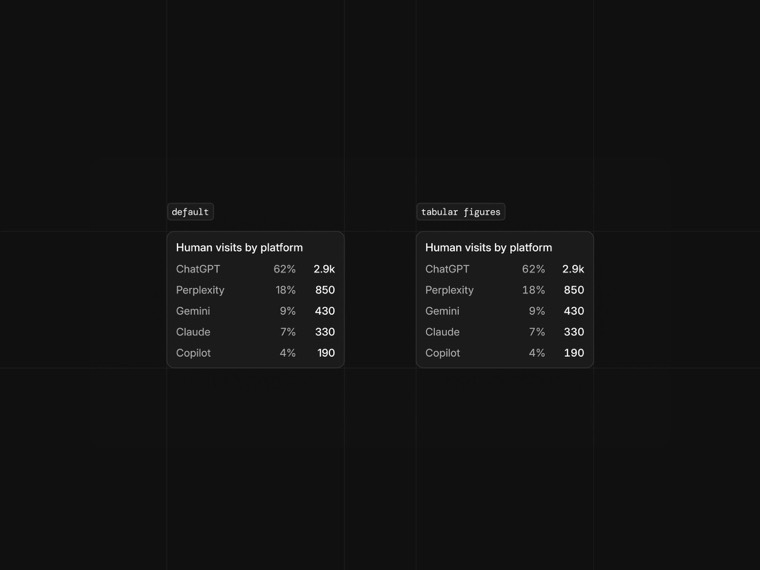 default
Human visits by platform
ChatGPT 62% 2.9k
Perplexity 18% 850
Gemini 9% 430
Claude 7% 330
Copilot 4% 190
tabular figures
Human visits by platform
ChatGPT 62% 2.9k
Perplexity 18% 850
Gemini 9% 430
Claude 7% 330
Copilot 4% 190